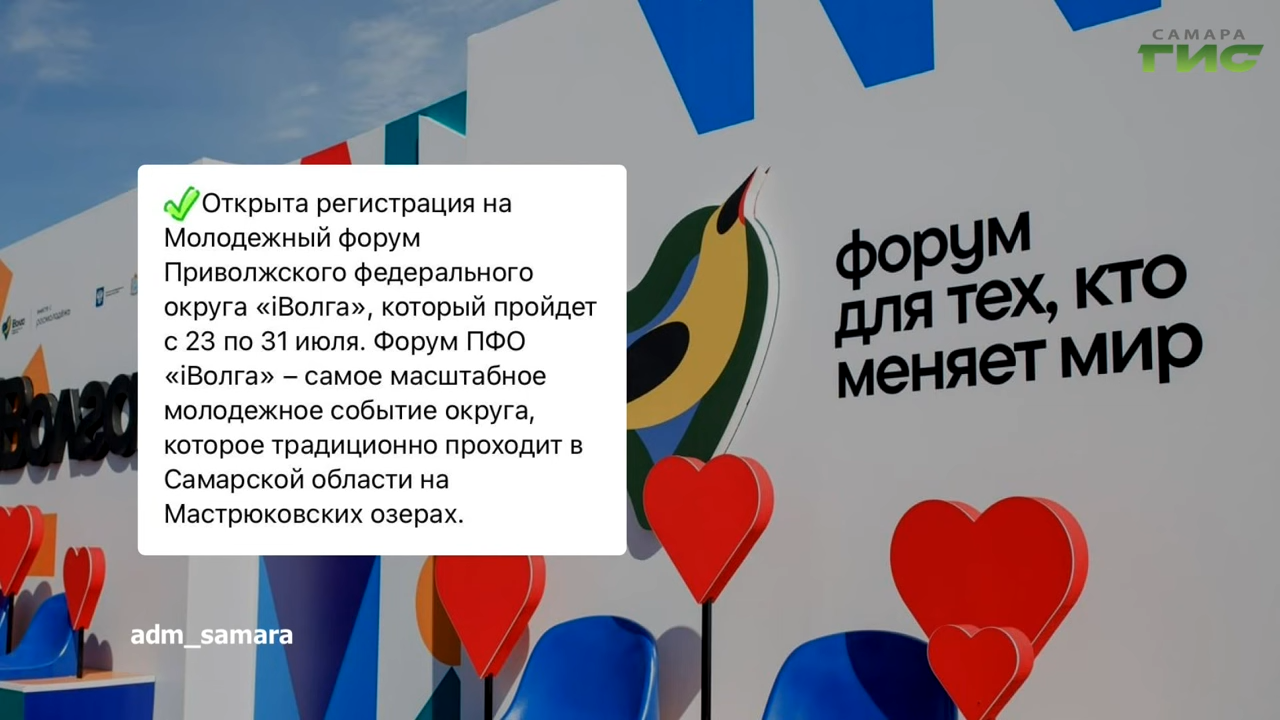 САМАРА
ГИС
Открыта регистрация на
Молодежный форум
Приволжского федерального
округа «iВолга», который пройдет
с 23 по 31 июля. Форум ПФО
«iВолга» – самое масштабное
молодежное событие округа,
которое традиционно проходит в
Самарской области на
Мастрюковских озерах.
форум
для тех, кто
меняет мир
росмолодёжь
adm_samara